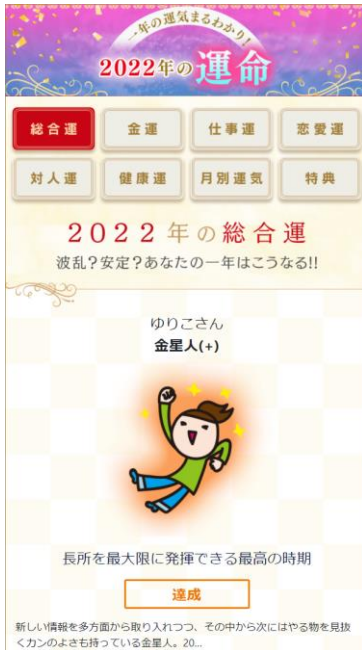 一年の運気まるわかり!
2022年の運命
総合運 金運 仕事運 恋愛運
対人運 健康運 月別運気 特典
2022年の総合運
波乱?安定?あなたの一年はこうなる!!
ゆりこさん
金星人(+)
長所を最大限に発揮できる最高の時期
達成
新しい情報を多方面から取り入れつつ、その中から次にはやる物を見抜
くカンのよさも持っている金星人。20...